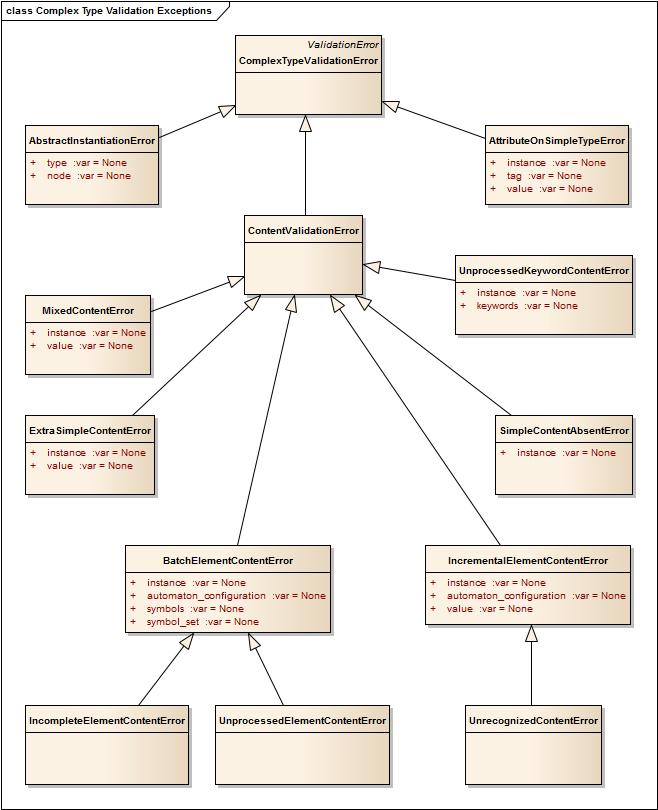 class Complex Type Validation Exceptions
ValidationError
ComplexTypeValidationError
AbstractInstantiationError
+ type :var = None
+ node :var = None
AttributeOnSimpleTypeError
+ instance :var = None
+ tag :var = None
+ value :var = None
ContentValidationError
UnprocessedKeywordContentError
+ instance :var = None
+ keywords :var = None
MixedContentError
+ instance :var = None
+ value :var = None
ExtraSimpleContentError
+ instance :var = None
+ value :var = None
SimpleContentAbsentError
+ instance :var = None
BatchElementContentError
+ instance :var = None
+ automaton_configuration :var = None
+ symbols :var = None
+ symbol_set :var = None
IncrementalElementContentError
+ instance :var = None
+ automaton_configuration :var = None
+ value :var = None
IncompleteElementContentError
UnprocessedElementContentError
UnrecognizedContentError